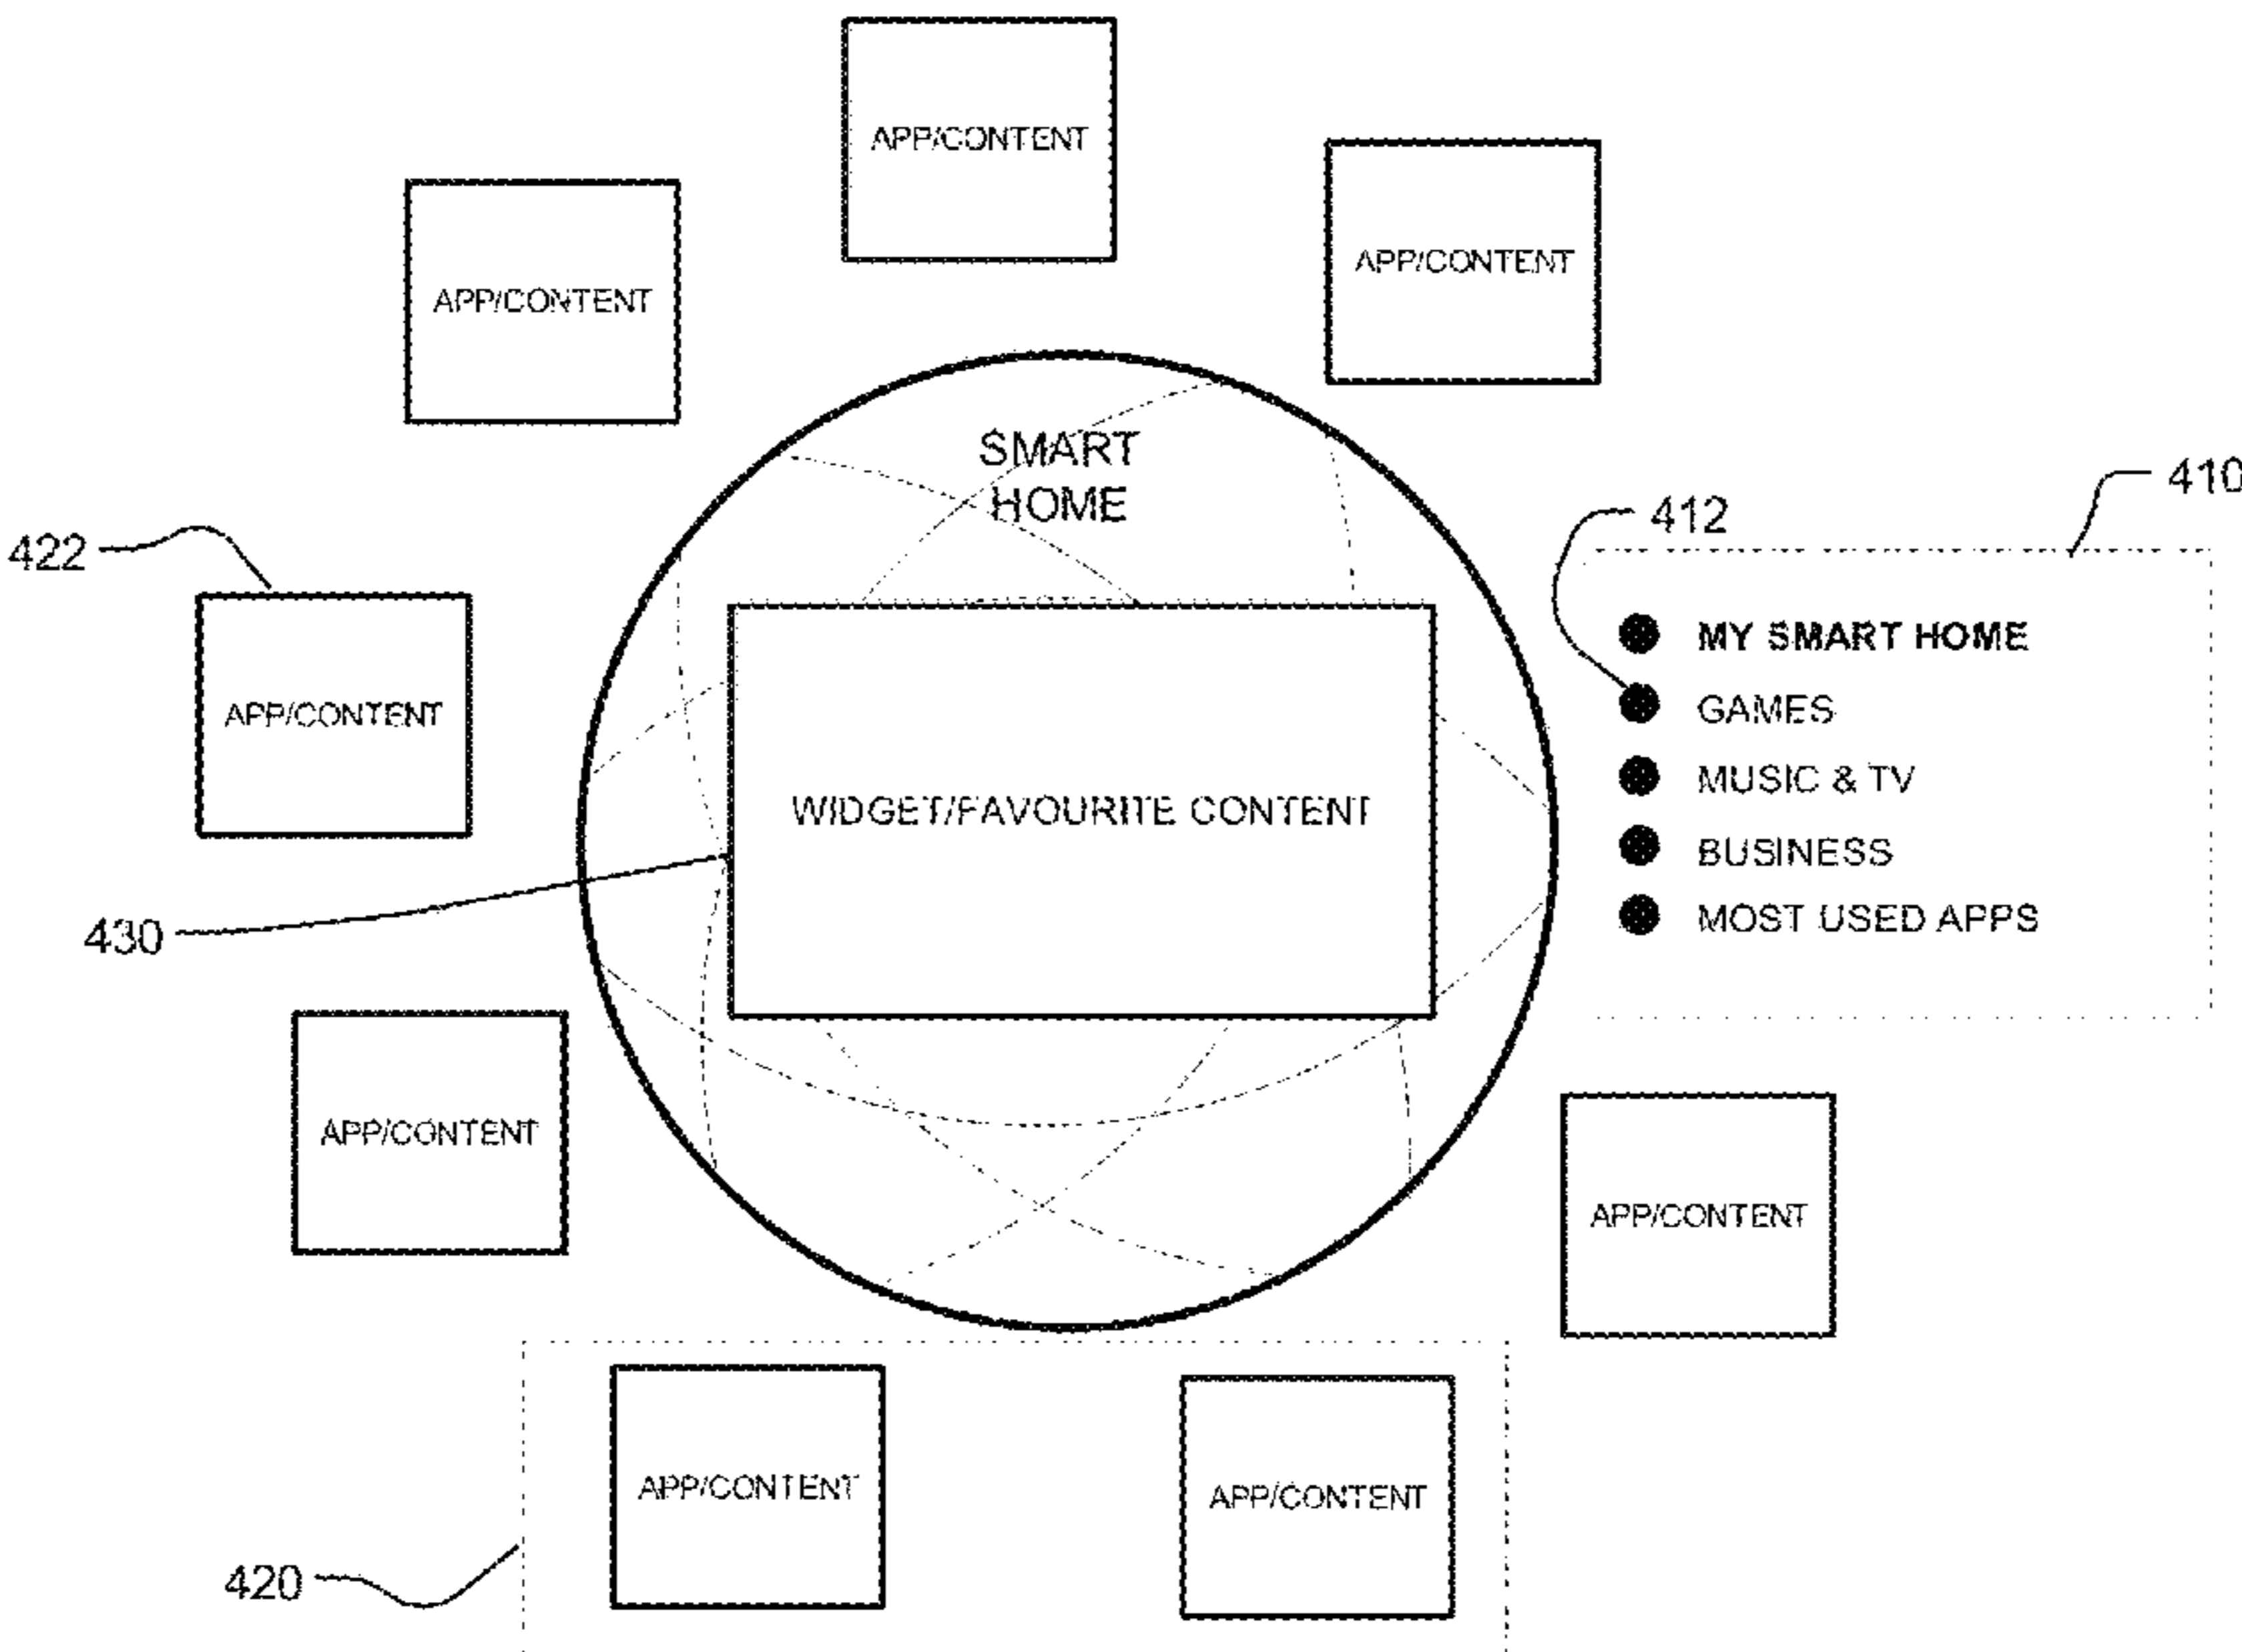 APP/CONTENT
APP/CONTENT
APP/CONTENT
SMART
HOME
410
412
422
MY SMART HOME
GAMES
APP/CONTENT
MUSIC & TV
WIDGET/FAVOURITE CONTENT
BUSINESS
MOST USED APPS
430
APP/CONTENT
APP/CONTENT
APP/CONTENT
APP/CONTENT
420